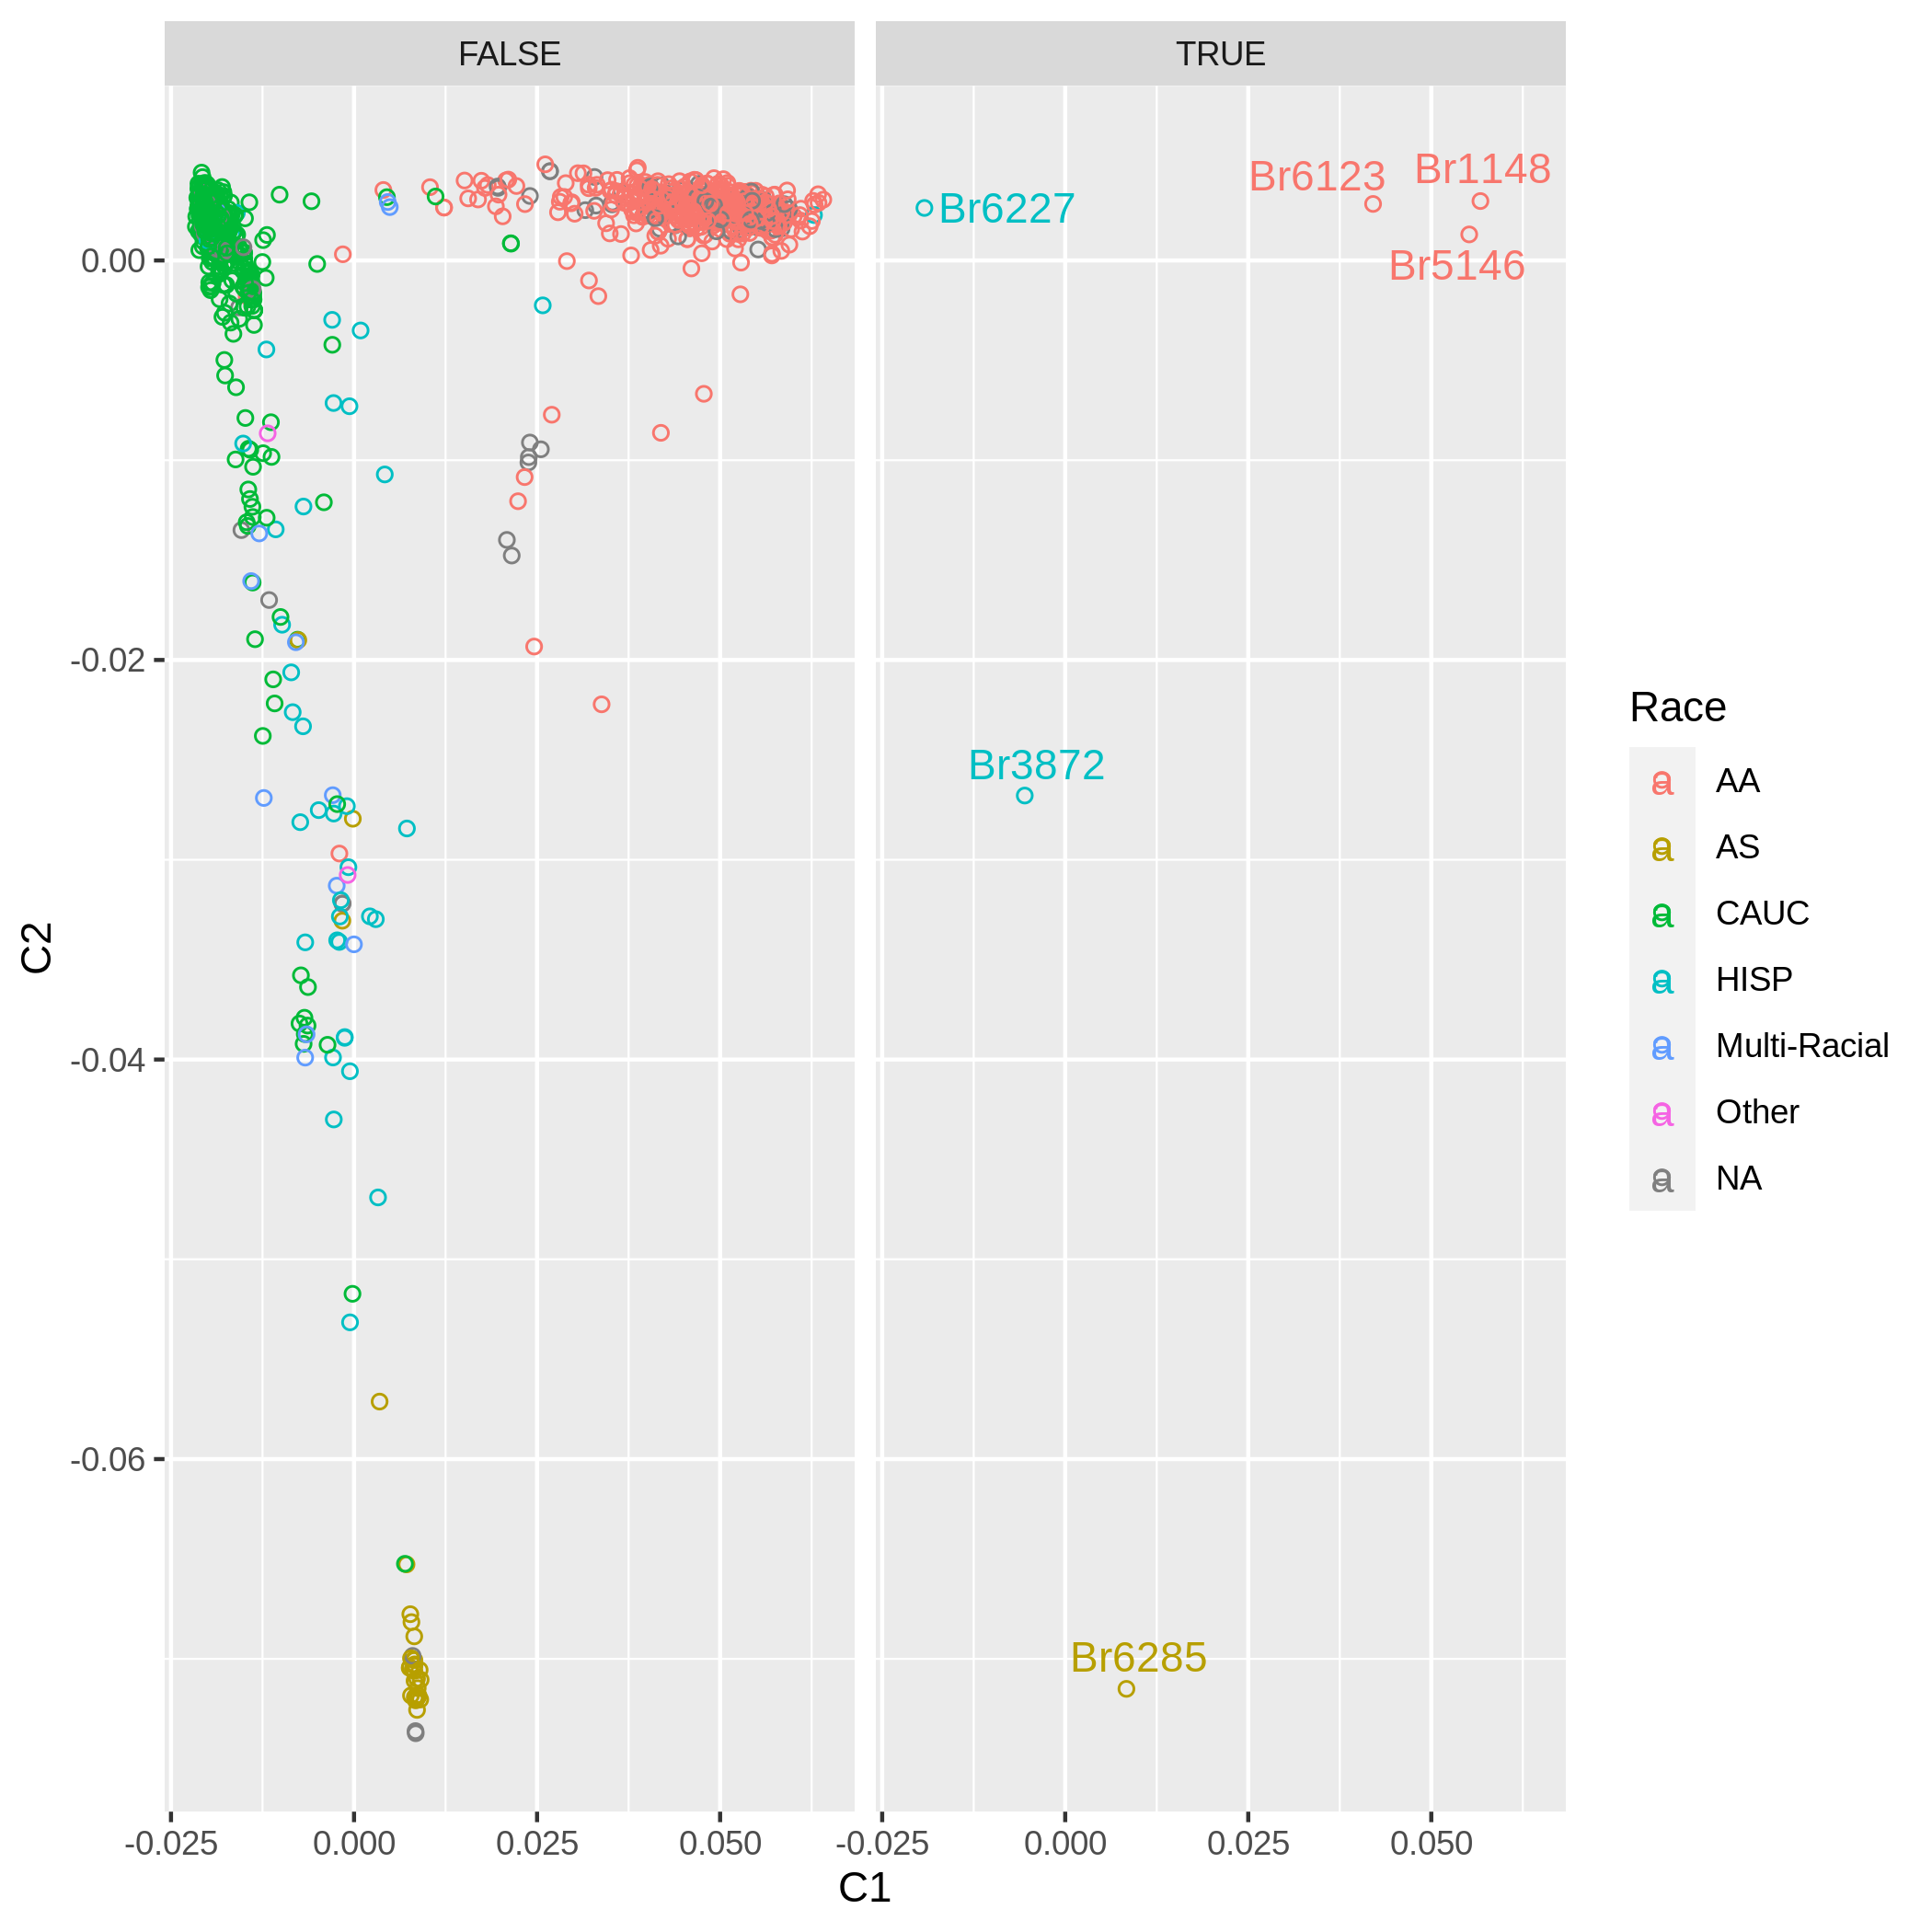 FALSE
TRUE
Br6123
Br1148
Br6227
Br5146
Br3872
Br6285
0.00
-0.02
-0.04
-0.06
C2
-0.025
0.000
0.025
0.050
-0.025
0.000
0.025
0.050
C1
Race
a AA
a AS
a CAUC
a HISP
a Multi-Racial
a Other
a NA